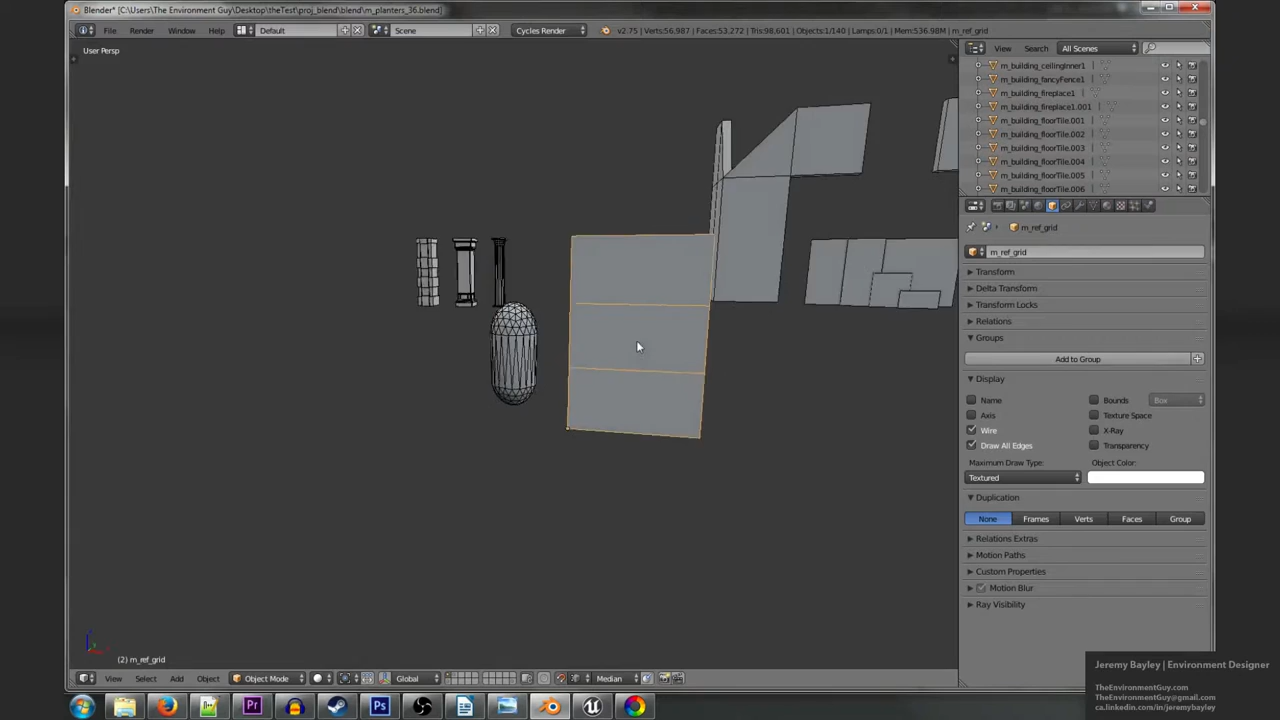 Blender* [C:\Users\The Environment Guy\Desktop\theTest\proj_blend\blend\m_planters_36.blend]
File Render Window Help Default Scene Cycles Render v2.75 | Verts:56,987 | Faces:53,272 | Tris:98,601 | Objects:1/140 | Lamps:0/1 | Mem:536.98M | m_ref_grid
User Persp
View Search All Scenes
m_building_ceilingInner1
m_building_fancyFence1
m_building_fireplace1
m_building_fireplace1.001
m_building_floorTile.001
m_building_floorTile.002
m_building_floorTile.003
m_building_floorTile.004
m_building_floorTile.005
m_building_floorTile.006
m_ref_grid
m_ref_grid
Transform
Delta Transform
Transform Locks
Relations
Groups
Add to Group
Display
Name Bounds Box
Axis Texture Space
Wire X-Ray
Draw All Edges Transparency
Maximum Draw Type: Object Color:
Textured
Duplication
None Frames Verts Faces Group
Relations Extras
Motion Paths
Custom Properties
Motion Blur
Ray Visibility
(2) m_ref_grid
View Select Add Object Object Mode Global Median
Jeremy Bayley | Environment Designer
TheEnvironmentGuy.com
TheEnvironmentGuy@gmail.com
ca.linkedin.com/in/jeremybayley
Pr
Ps